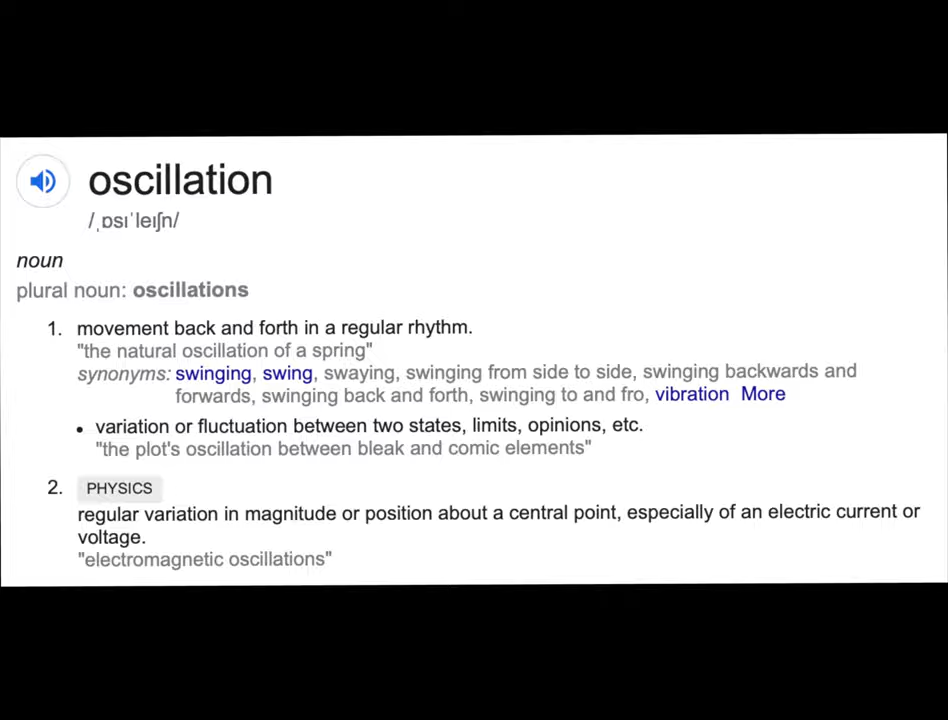 oscillation
/ˌɒsɪˈleɪʃn/
noun
plural noun: oscillations
1. movement back and forth in a regular rhythm.
"the natural oscillation of a spring"
synonyms: swinging, swing, swaying, swinging from side to side, swinging backwards and
forwards, swinging back and forth, swinging to and fro, vibration More
• variation or fluctuation between two states, limits, opinions, etc.
"the plot's oscillation between bleak and comic elements"
2. PHYSICS
regular variation in magnitude or position about a central point, especially of an electric current or
voltage.
"electromagnetic oscillations"